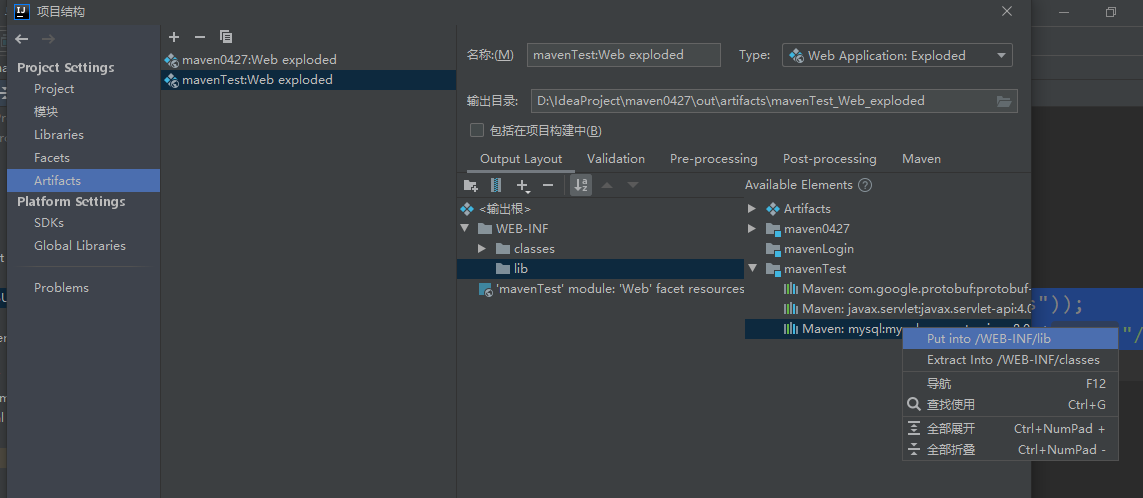 项目结构
Project Settings
Project
模块
Libraries
Facets
Artifacts
Platform Settings
SDKs
Global Libraries
Problems
maven0427:Web exploded
mavenTest:Web exploded
名称:(M) mavenTest:Web exploded Type: Web Application: Exploded
输出目录: D:\IdeaProject\maven0427\out\artifacts\mavenTest_Web_exploded
包括在项目构建中(B)
Output Layout Validation Pre-processing Post-processing Maven
Available Elements
<输出根>
WEB-INF
classes
lib
'mavenTest' module: 'Web' facet resources
Artifacts
maven0427
mavenLogin
mavenTest
Maven: com.google.protobuf:protobuf-
Maven: javax.servlet:javax.servlet-api:4.0
Maven: mysql:my
Put into /WEB-INF/lib
Extract Into /WEB-INF/classes
导航 F12
查找使用 Ctrl+G
全部展开 Ctrl+NumPad +
全部折叠 Ctrl+NumPad -
"));
"/